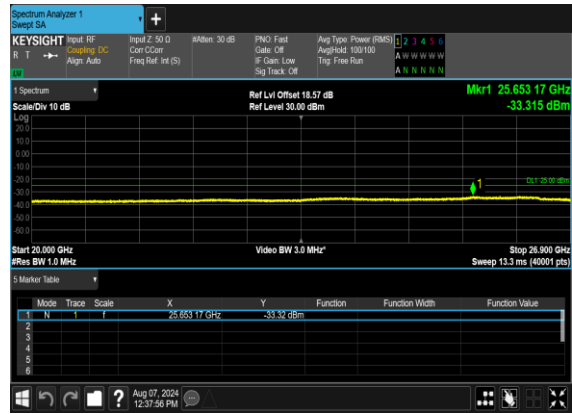 Spectrum Analyzer 1
Swept SA
+
KEYSIGHT Input: RF Input Z: 50 Ω #Atten: 30 dB PNO: Fast Avg Type: Power (RMS) 1 2 3 4 5 6
R T Coupling: DC Corr CCorr Gate: Off Avg|Hold: 100/100 A W W W W W
Align: Auto Freq Ref: Int (S) IF Gain: Low Trig: Free Run
Sig Track: Off A N N N N N
1 Spectrum Ref Lvl Offset 18.57 dB Mkr1 25.653 17 GHz
Scale/Div 10 dB Ref Level 30.00 dBm -33.315 dBm
Log
20.0
10.0
0.00
-10.0
-20.0
1 DL1 -25.00 dBm
-30.0
-40.0
-50.0
-60.0
Start 20.000 GHz Video BW 3.0 MHz* Stop 26.900 GHz
#Res BW 1.0 MHz Sweep 13.3 ms (40001 pts)
5 Marker Table
Mode Trace Scale X Y Function Function Width Function Value
1 N 1 f 25.653 17 GHz -33.32 dBm
2
3
4
5
6
? Aug 07, 2024
12:37:56 PM